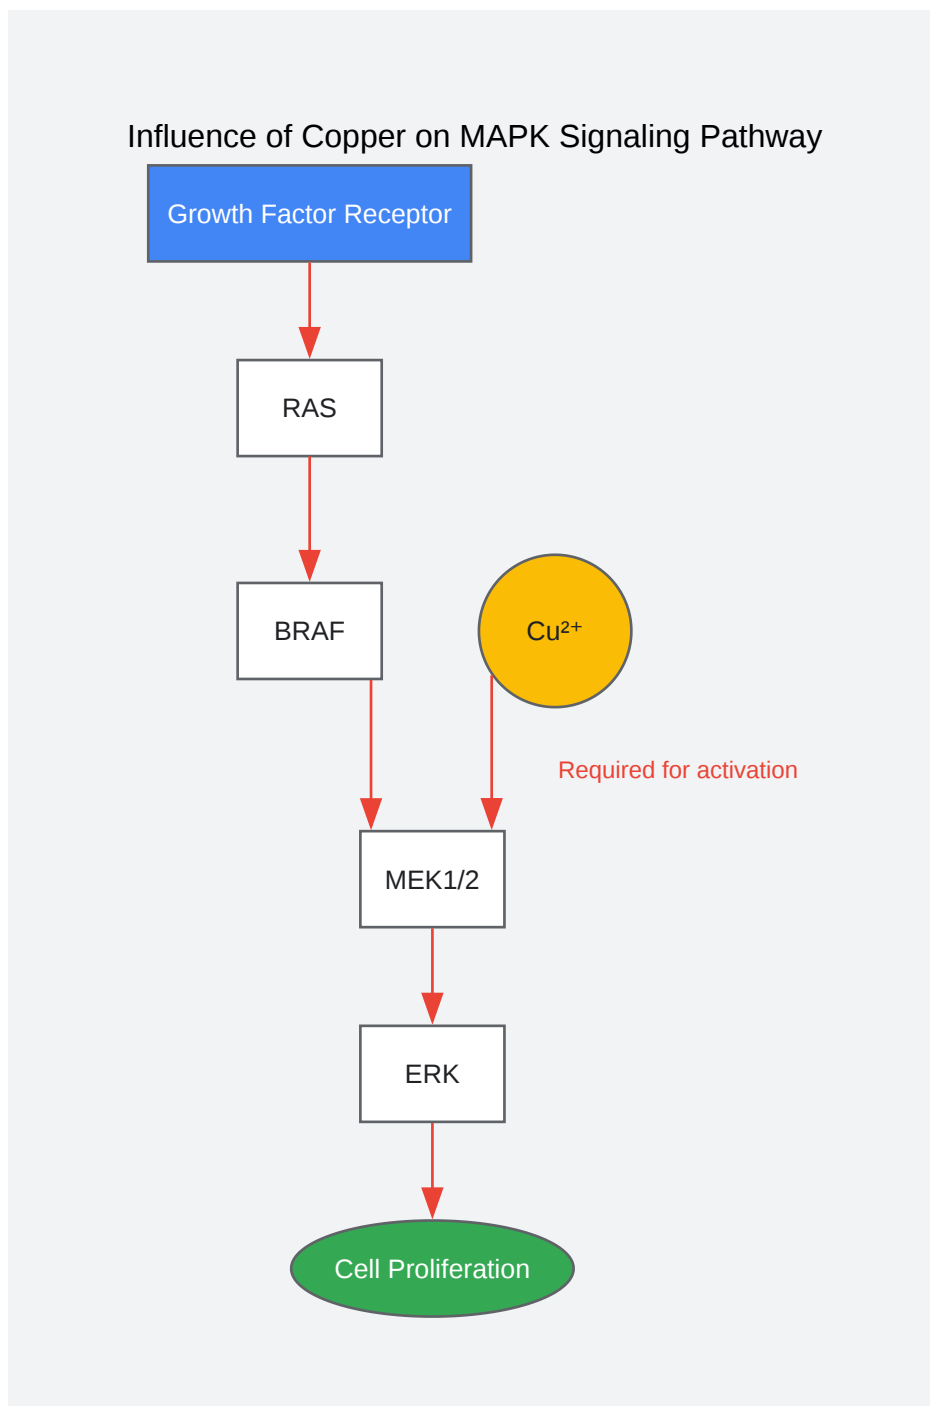 Influence of Copper on MAPK Signaling Pathway
Growth Factor Receptor
RAS
BRAF
Cu²⁺
Required for activation
MEK1/2
ERK
Cell Proliferation